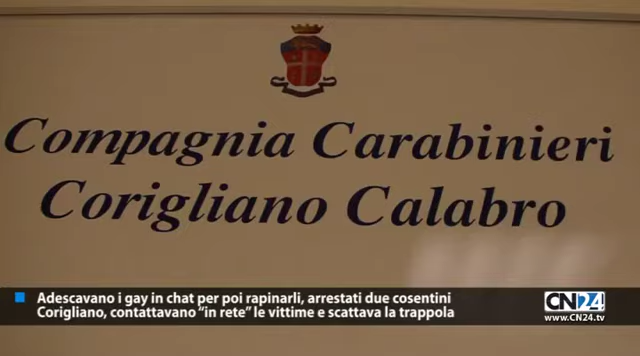 Compagnia Carabinieri
Corigliano Calabro
Adescavano i gay in chat per poi rapinarli, arrestati due cosentini
Corigliano, contattavano “in rete” le vittime e scattava la trappola
CN24
www.CN24.tv